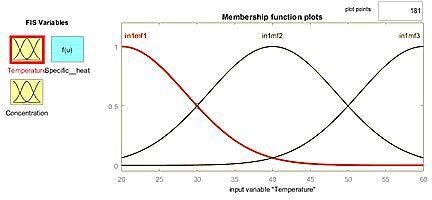 plot points: 181
FIS Variables
Membership function plots
Temperature
f(u)
Specific__heat
Concentration
in1mf1 in1mf2 in1mf3
1
0.5
0
20 25 30 35 40 45 50 55 60
input variable "Temperature"